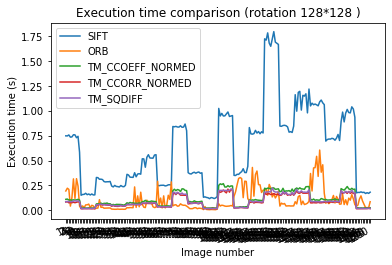 Execution time comparison (rotation 128*128 )
SIFT
ORB
TM_CCOEFF_NORMED
TM_CCORR_NORMED
TM_SQDIFF
Execution time (s)
1.75
1.50
1.25
1.00
0.75
0.50
0.25
0.00
Image number